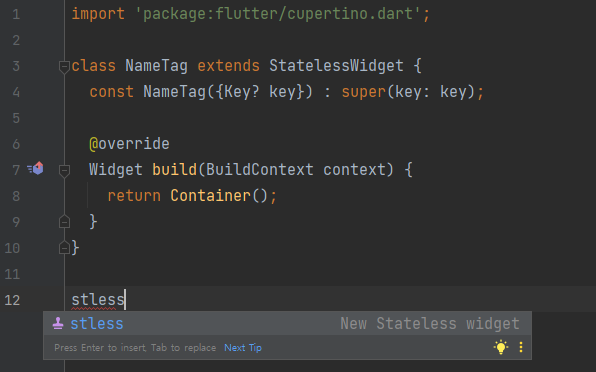 1 import 'package:flutter/cupertino.dart';
2
3 class NameTag extends StatelessWidget {
4 const NameTag({Key? key}) : super(key: key);
5
6 @override
7 Widget build(BuildContext context) {
8 return Container();
9 }
10 }
11
12 stless
stless New Stateless widget
Press Enter to insert, Tab to replace Next Tip